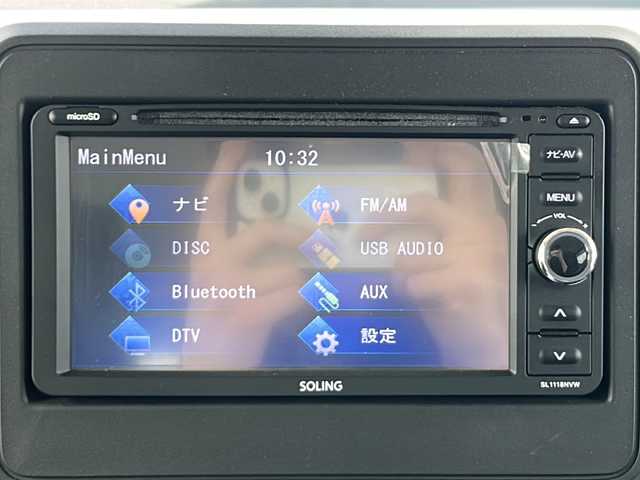 microSD
MainMenu 10:32
ナビ FM/AM
DISC USB AUDIO
Bluetooth AUX
DTV 設定
ナビ・AV
MENU
VOL
SOLING
SL1118NVW